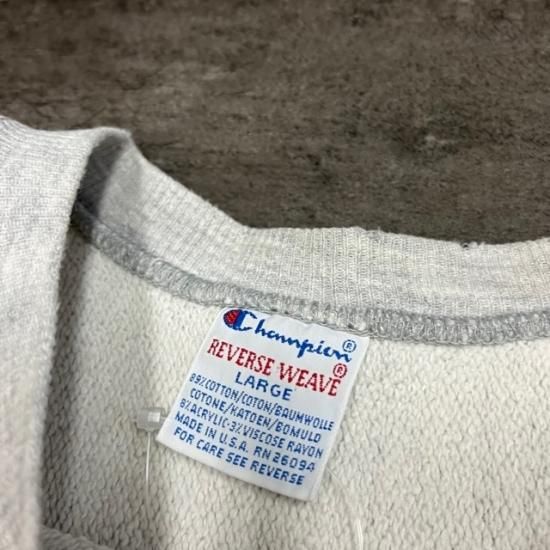 Champion®
REVERSE WEAVE®
LARGE
89% COTTON/COTON/BAUMWOLLE
COTONE/KATOEN/BOMULD
8% ACRYLIC·3% VISCOSE RAYON
MADE IN U.S.A. RN 26094
FOR CARE SEE REVERSE